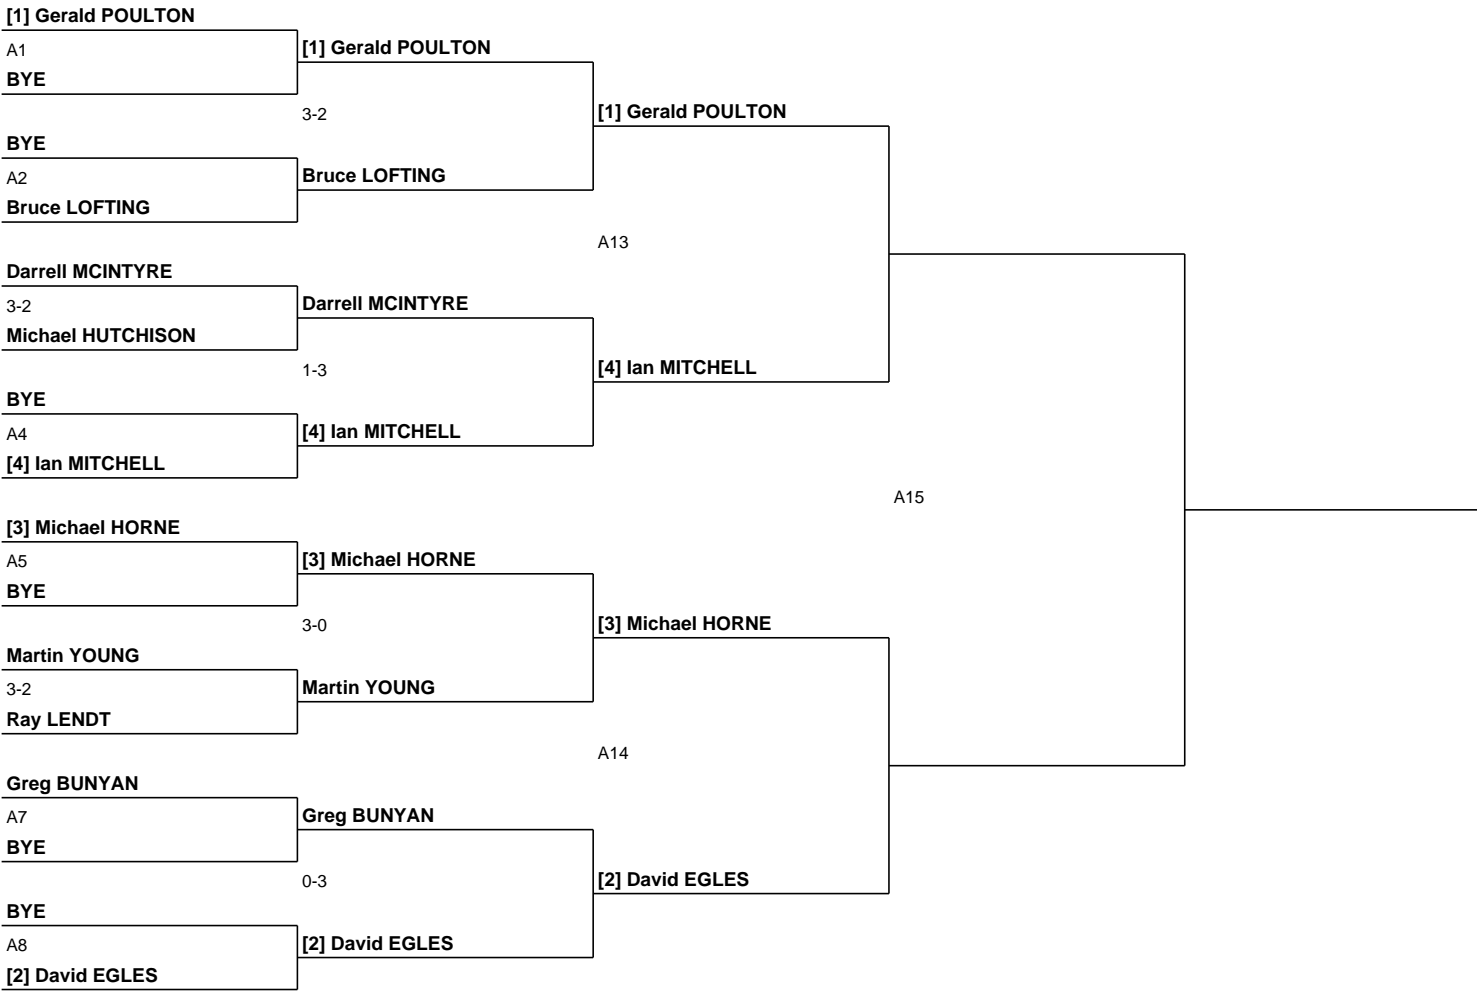 [1] Gerald POULTON
A1
BYE
BYE
A2
Bruce LOFTING
Darrell MCINTYRE
3-2
Michael HUTCHISON
BYE
A4
[4] Ian MITCHELL
[3] Michael HORNE
A5
BYE
Martin YOUNG
3-2
Ray LENDT
Greg BUNYAN
A7
BYE
BYE
A8
[2] David EGLES
[1] Gerald POULTON
3-2
Bruce LOFTING
Darrell MCINTYRE
1-3
[4] Ian MITCHELL
[3] Michael HORNE
3-0
Martin YOUNG
Greg BUNYAN
0-3
[2] David EGLES
[1] Gerald POULTON
A13
[4] Ian MITCHELL
[3] Michael HORNE
A14
[2] David EGLES
A15